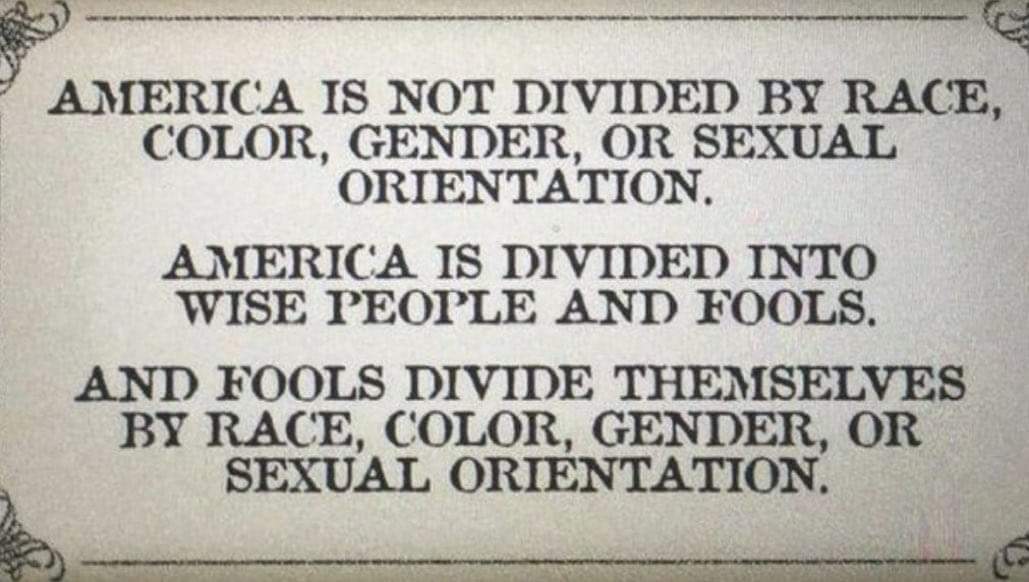 AMERICA IS NOT DIVIDED BY RACE,
COLOR, GENDER, OR SEXUAL
ORIENTATION.
AMERICA IS DIVIDED INTO
WISE PEOPLE AND FOOLS.
AND FOOLS DIVIDE THEMSELVES
BY RACE, COLOR, GENDER, OR
SEXUAL ORIENTATION.